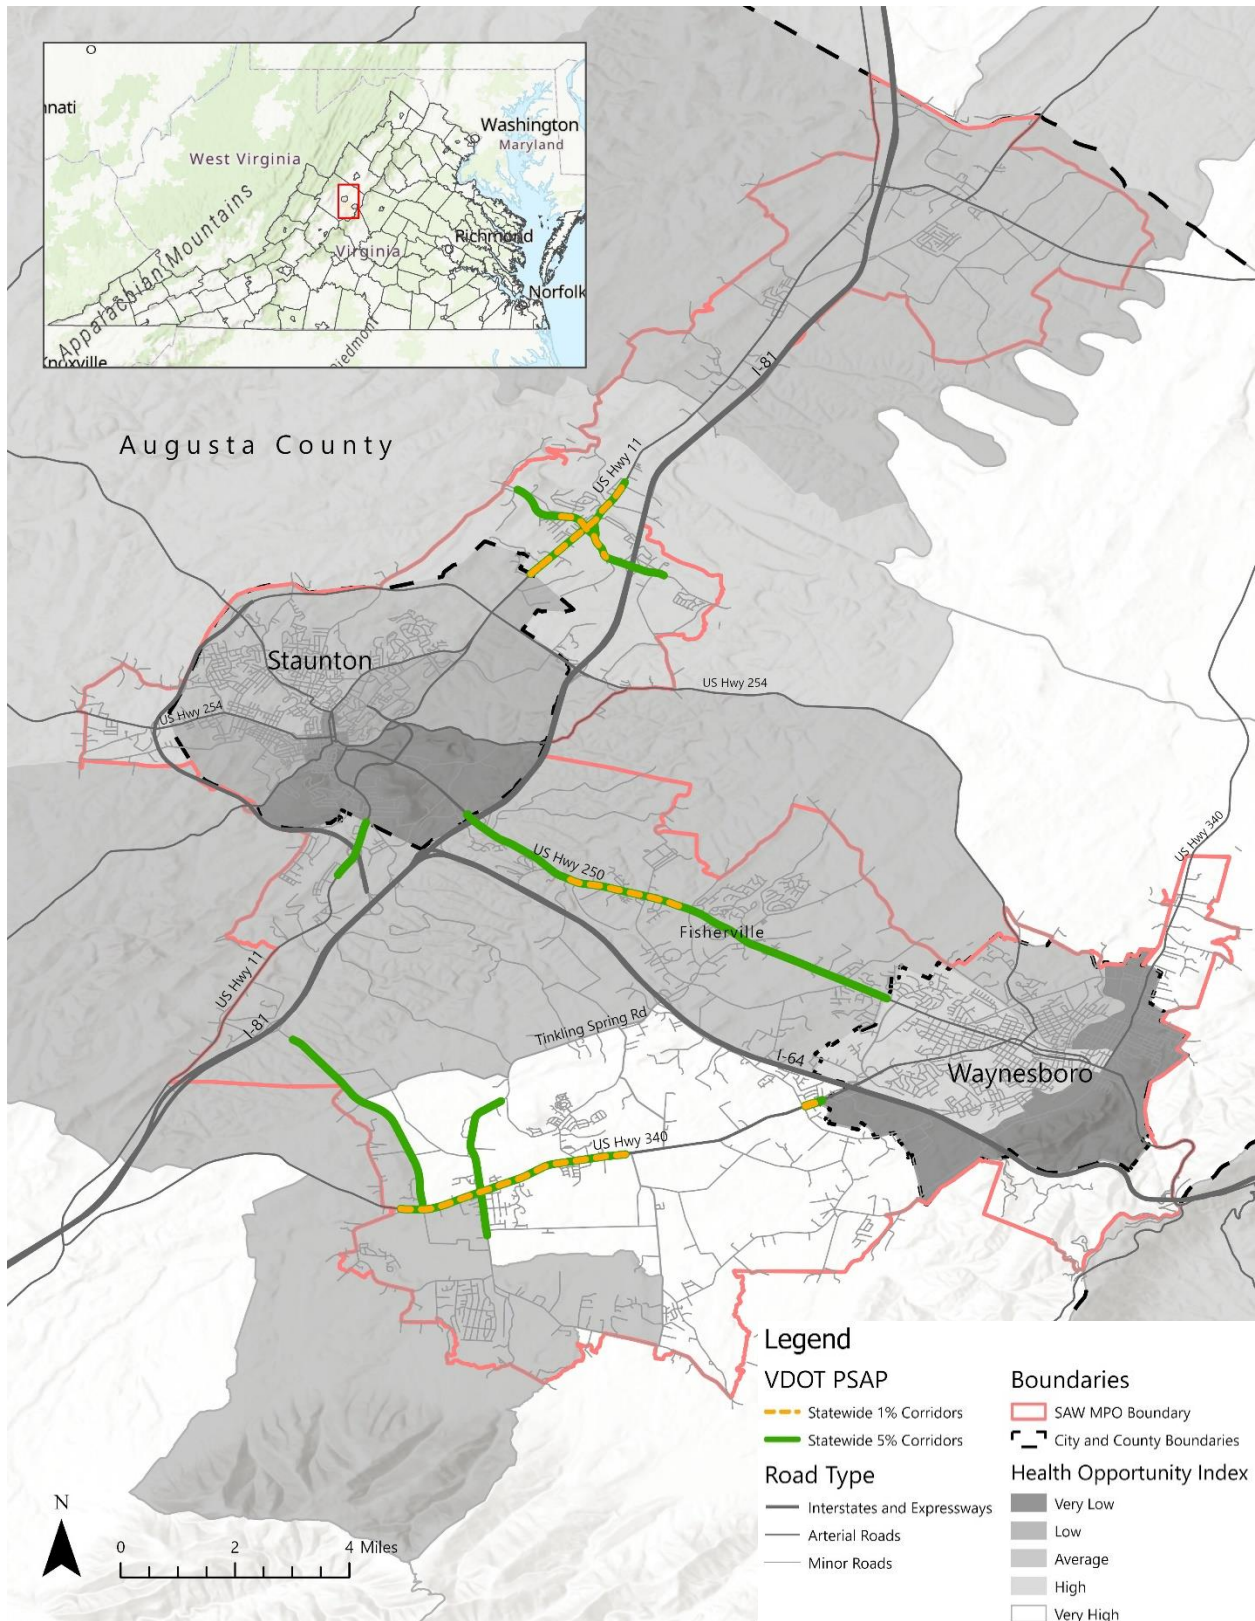 nnati
Washington
Maryland
West Virginia
Appalachian Mountains
Virginia
Richmond
Norfolk
Piedmont
Knoxville
Augusta County
I-81
US Hwy 11
Staunton
US Hwy 254
US Hwy 254
US Hwy 340
US Hwy 250
Fisherville
US Hwy 11
I-81
Tinkling Spring Rd
I-64
Waynesboro
US Hwy 340
Legend
VDOT PSAP
Statewide 1% Corridors
Statewide 5% Corridors
Road Type
Interstates and Expressways
Arterial Roads
Minor Roads
Boundaries
SAW MPO Boundary
City and County Boundaries
Health Opportunity Index
Very Low
Low
Average
High
Very High
N
0 2 4 Miles